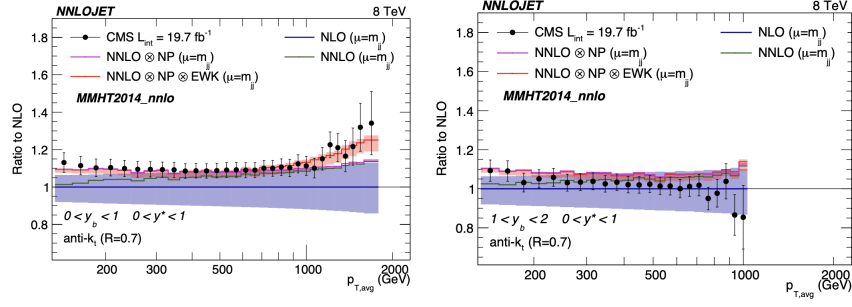 NNLOJET 8 TeV
CMS L_int = 19.7 fb⁻¹ NLO (μ=m_jj)
NNLO ⊗ NP (μ=m_jj) NNLO (μ=m_jj)
NNLO ⊗ NP ⊗ EWK (μ=m_jj)
MMHT2014_nnlo
Ratio to NLO
1.8
1.6
1.4
1.2
1
0.8
0<y_b<1 0<y*<1
anti-k_t (R=0.7)
200 300 1000 2000
p_T,avg (GeV)
NNLOJET 8 TeV
CMS L_int = 19.7 fb⁻¹ NLO (μ=m_jj)
NNLO ⊗ NP (μ=m_jj) NNLO (μ=m_jj)
NNLO ⊗ NP ⊗ EWK (μ=m_jj)
MMHT2014_nnlo
Ratio to NLO
1.8
1.6
1.4
1.2
1
0.8
1<y_b<2 0<y*<1
anti-k_t (R=0.7)
200 300 500 1000 2000
p_T,avg (GeV)